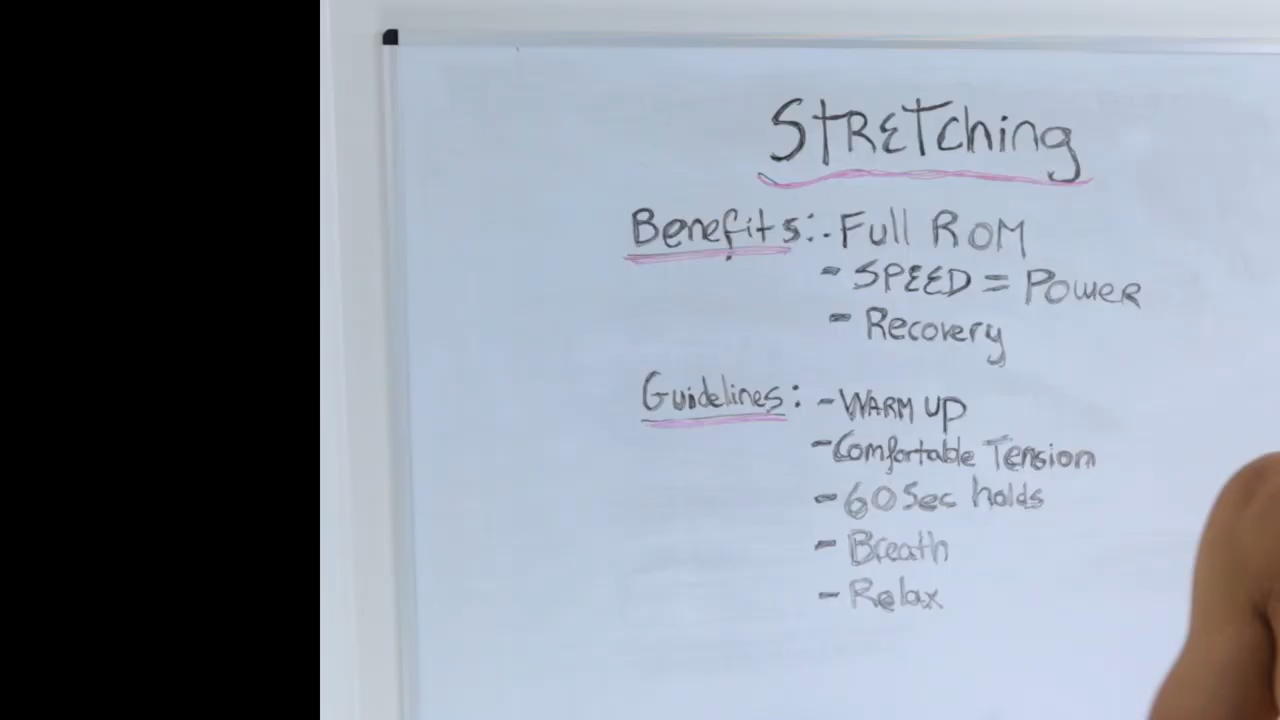 STRETching
Benefits: - Full ROM
- SPEED = POWER
- Recovery
Guidelines: - WARM UP
- Comfortable Tension
- 60 Sec holds
- Breath
- Relax